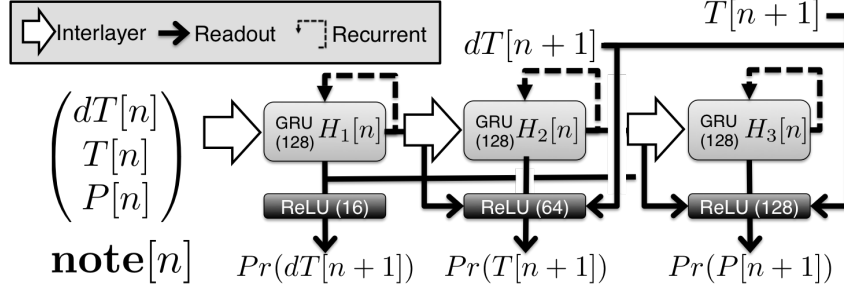 Interlayer Readout Recurrent
T[n+1]
dT[n+1]
dT[n]
T[n]
P[n]
GRU (128) H₁[n]
GRU (128) H₂[n]
GRU (128) H₃[n]
ReLU (16) ReLU (64) ReLU (128)
note[n] Pr(dT[n+1]) Pr(T[n+1]) Pr(P[n+1])